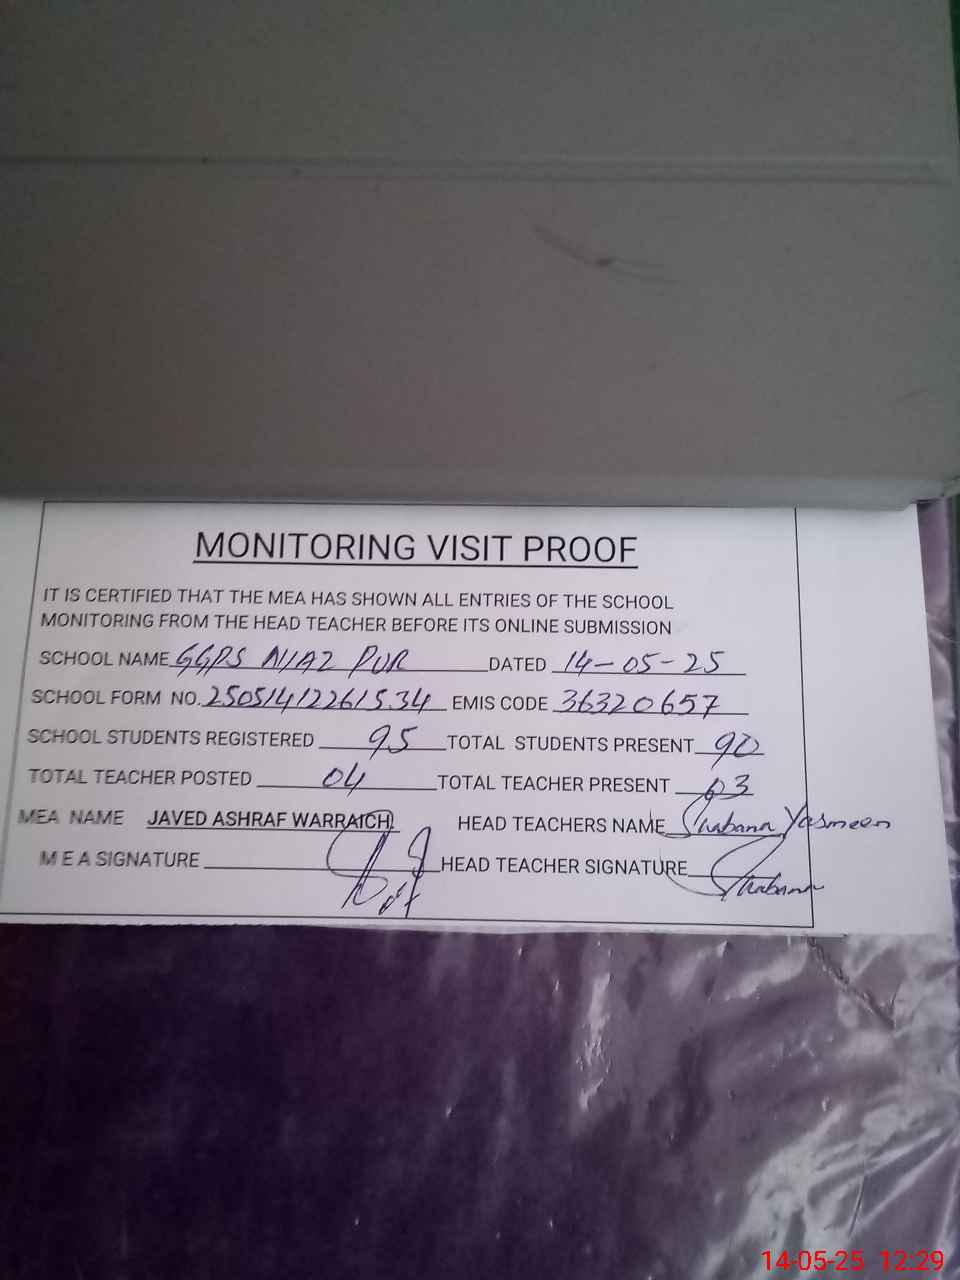 MONITORING VISIT PROOF
IT IS CERTIFIED THAT THE MEA HAS SHOWN ALL ENTRIES OF THE SCHOOL
MONITORING FROM THE HEAD TEACHER BEFORE ITS ONLINE SUBMISSION
SCHOOL NAME GGPS NIAZ PUR DATED 14-05-25
SCHOOL FORM NO. 25051412261534 EMIS CODE 36320657
SCHOOL STUDENTS REGISTERED 95 TOTAL STUDENTS PRESENT 90
TOTAL TEACHER POSTED 04 TOTAL TEACHER PRESENT 03
MEA NAME JAVED ASHRAF WARRAICH HEAD TEACHERS NAME Shabana Yasmeen
M E A SIGNATURE HEAD TEACHER SIGNATURE Shabana
14-05-25 12:29